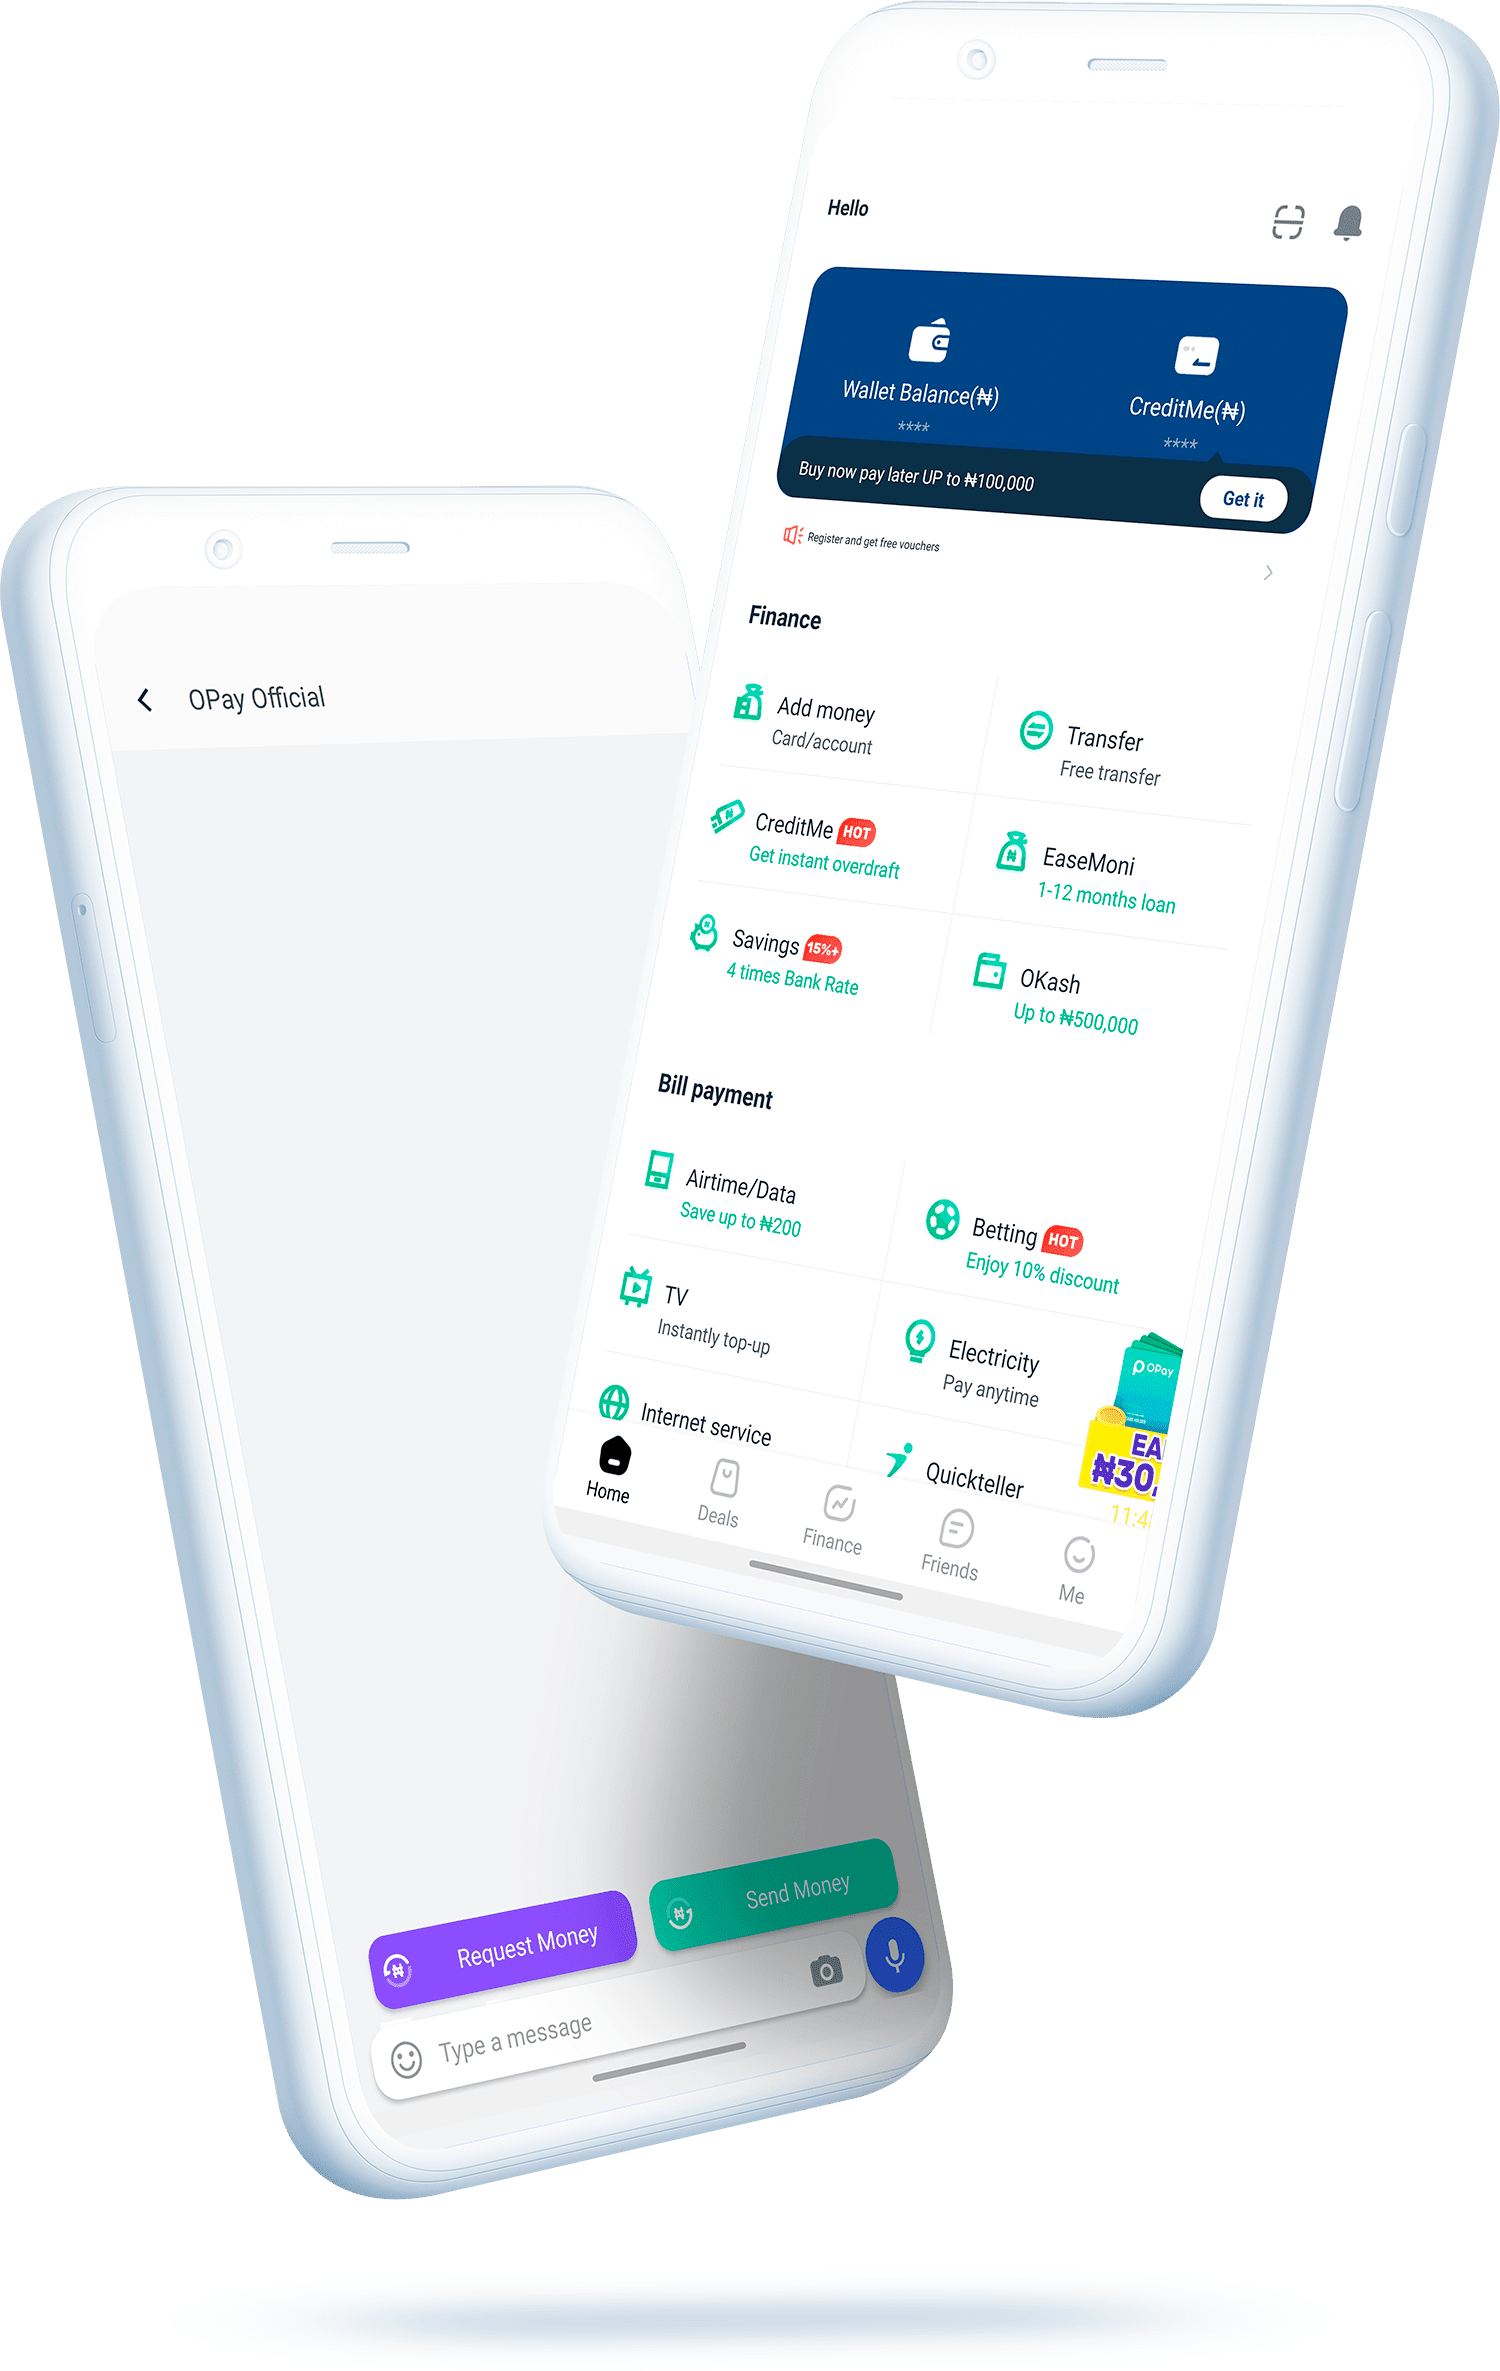 Hello
Wallet Balance(₦)
****
CreditMe(₦)
****
Buy now pay later UP to ₦100,000
Get it
Register and get free vouchers
Finance
Add money
Card/account
Transfer
Free transfer
CreditMe HOT
Get instant overdraft
EaseMoni
1-12 months loan
Savings 15%+
4 times Bank Rate
OKash
Up to ₦500,000
Bill payment
Airtime/Data
Save up to ₦200
Betting HOT
Enjoy 10% discount
TV
Instantly top-up
Electricity
Pay anytime
OPay
EA
₦30,
11:4
Internet service
Quickteller
Home
Deals
Finance
Friends
Me
OPay Official
Request Money
Send Money
Type a message